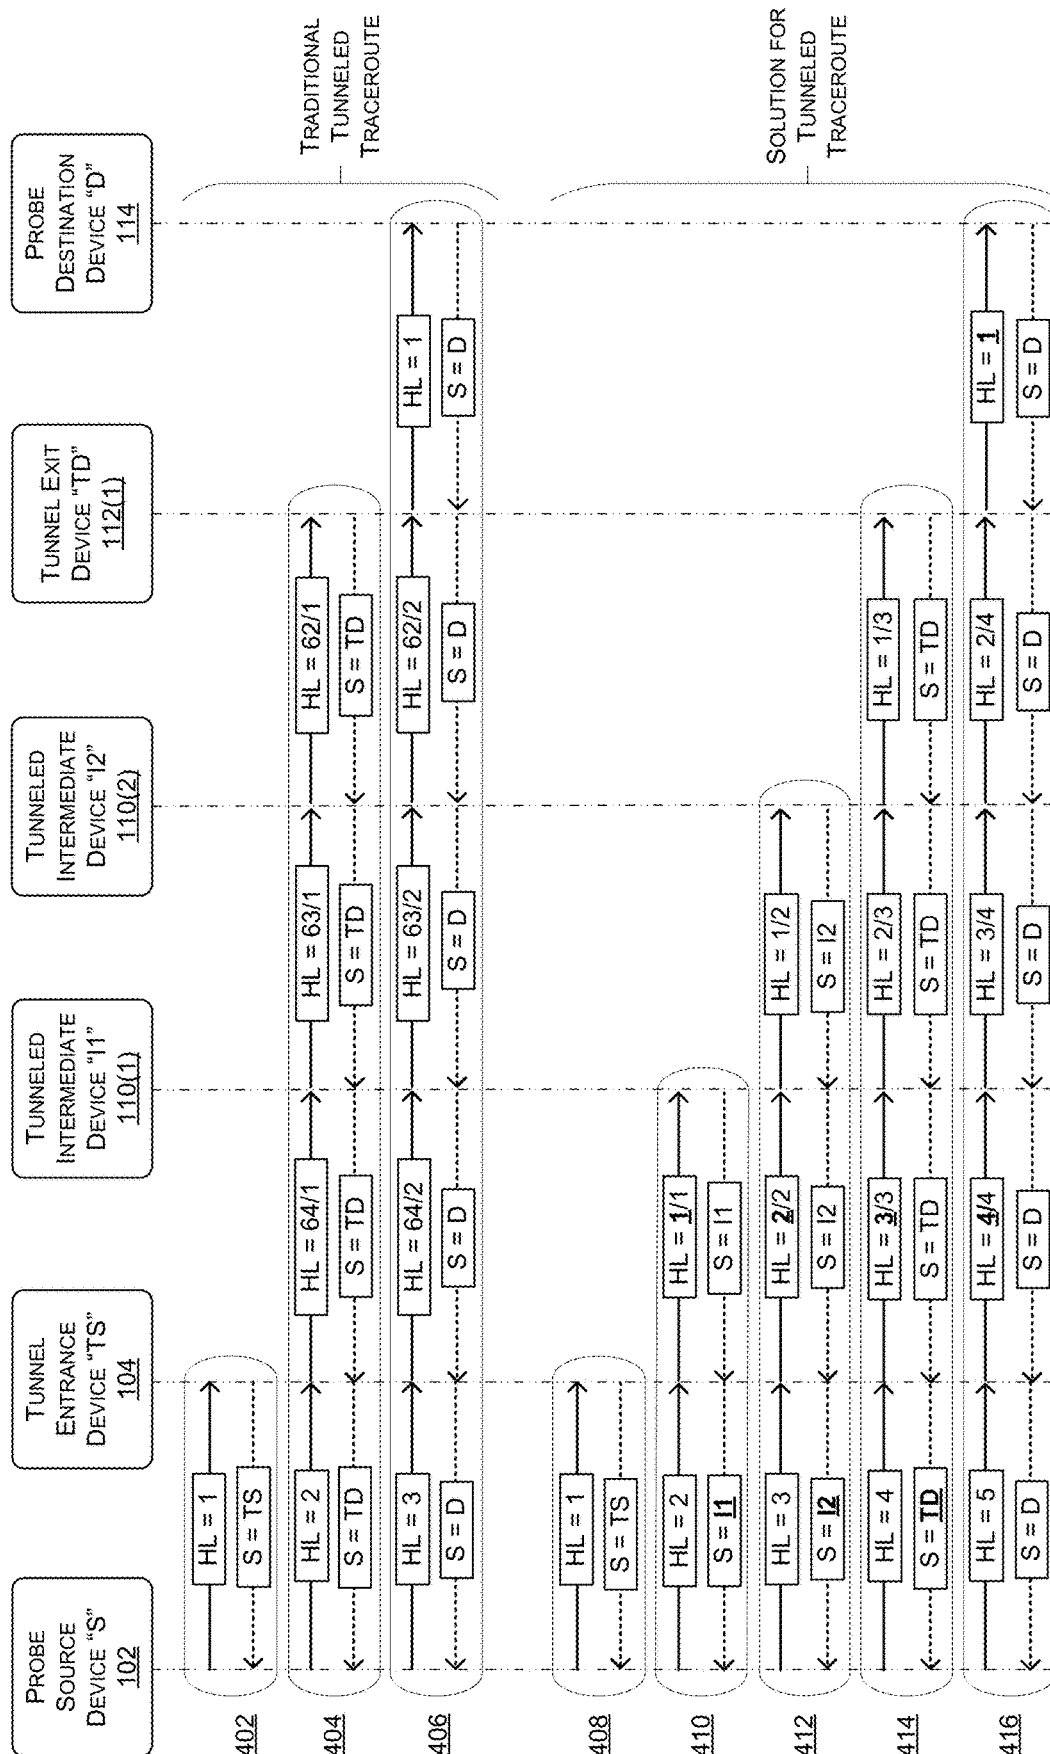 PROBE
SOURCE
DEVICE "S"
102
TUNNEL
ENTRANCE
DEVICE "TS"
104
TUNNELED
INTERMEDIATE
DEVICE "I1"
110(1)
TUNNELED
INTERMEDIATE
DEVICE "I2"
110(2)
TUNNEL EXIT
DEVICE "TD"
112(1)
PROBE
DESTINATION
DEVICE "D"
114
402
HL = 1
S = TS
404
HL = 2
HL = 64/1
HL = 63/1
HL = 62/1
S = TD
S = TD
S = TD
S = TD
406
HL = 3
HL = 64/2
HL = 63/2
HL = 62/2
HL = 1
S = D
S = D
S = D
S = D
S = D
TRADITIONAL
TUNNELED
TRACEROUTE
408
HL = 1
S = TS
410
HL = 2
HL = 1/1
S = I1
S = I1
412
HL = 3
HL = 2/2
HL = 1/2
S = I2
S = I2
S = I2
414
HL = 4
HL = 3/3
HL = 2/3
HL = 1/3
S = TD
S = TD
S = TD
S = TD
416
HL = 5
HL = 4/4
HL = 3/4
HL = 2/4
HL = 1
S = D
S = D
S = D
S = D
S = D
SOLUTION FOR
TUNNELED
TRACEROUTE